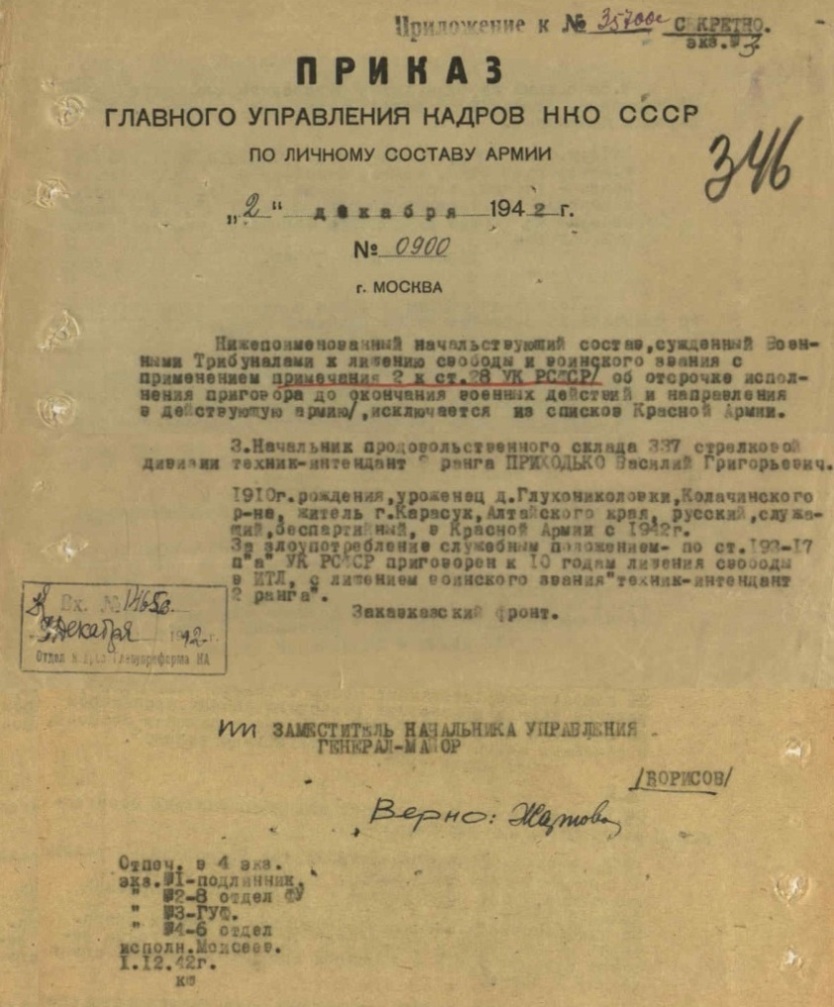 Приложение к № 35700с СЕКРЕТНО.
экз.№3
ПРИКАЗ
ГЛАВНОГО УПРАВЛЕНИЯ КАДРОВ НКО СССР
ПО ЛИЧНОМУ СОСТАВУ АРМИИ
346
„2" декабря 1942 г.
№ 0900
г. МОСКВА
Нижепоименованный начальствующий состав,сужденный Воен-
ными Трибуналами к лишению свободы и воинского звания с
применением примечания 2 к ст.28 УК РСФСР/ об отсрочке испол-
нения приговора до окончания военных действий и направления
в действующую армию/,исключается из списков Красной Армии.
3.Начальник продовольственного склада 337 стрелковой
дивизии техник-интендант 2 ранга ПРИХОДЬКО Василий Григорьевич.
1910г.рождения,уроженец д.Глухониколовки,Колачинского
р-на, житель г.Карасук,Алтайского края, русский,служа-
щий,беспартийный, в Красной Армии с 1942г.
За злоупотребление служебным положением- по ст.193-17
п"а" УК РСФСР приговорен к 10 годам лишения свободы
в ИТЛ, с лишением воинского звания"техник-интендант
2 ранга".
Закавказский фронт.
Вх. №
декабря 1942 г.
Отдел
пп ЗАМЕСТИТЕЛЬ НАЧАЛЬНИКА УПРАВЛЕНИЯ
ГЕНЕРАЛ-МАЙОР
/БОРИСОВ/
Верно:
Отпеч. в 4 экз.
экз.№1-подлинник.
" №2-8 отдел ФУ
" №3-ГУФ.
" №4-6 отдел
исполн.Моисеев.
1.12.42г.
кш